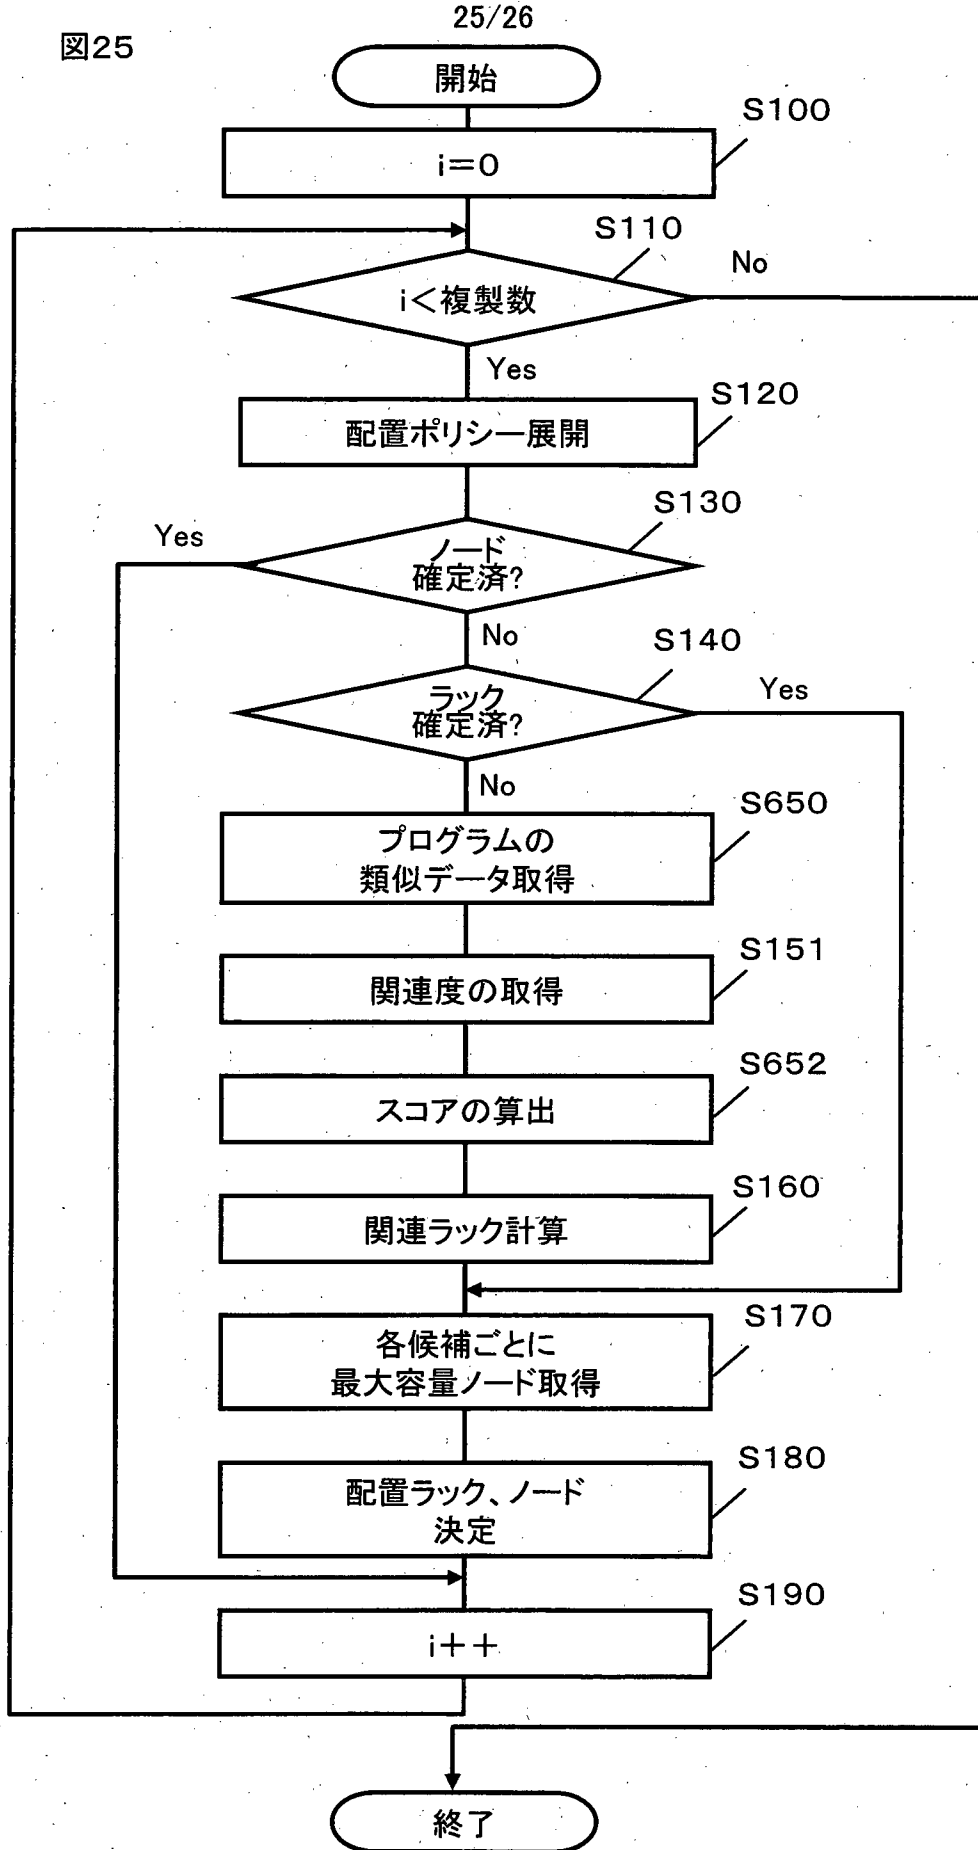 25/26
図25
開始
S100
i=0
S110
No
i<複製数
Yes
S120
配置ポリシー展開
S130
Yes
ノード
確定済?
No
S140
ラック
確定済?
Yes
No
S650
プログラムの
類似データ取得
S151
関連度の取得
S652
スコアの算出
S160
関連ラック計算
S170
各候補ごとに
最大容量ノード取得
S180
配置ラック、ノード
決定
S190
i++
終了